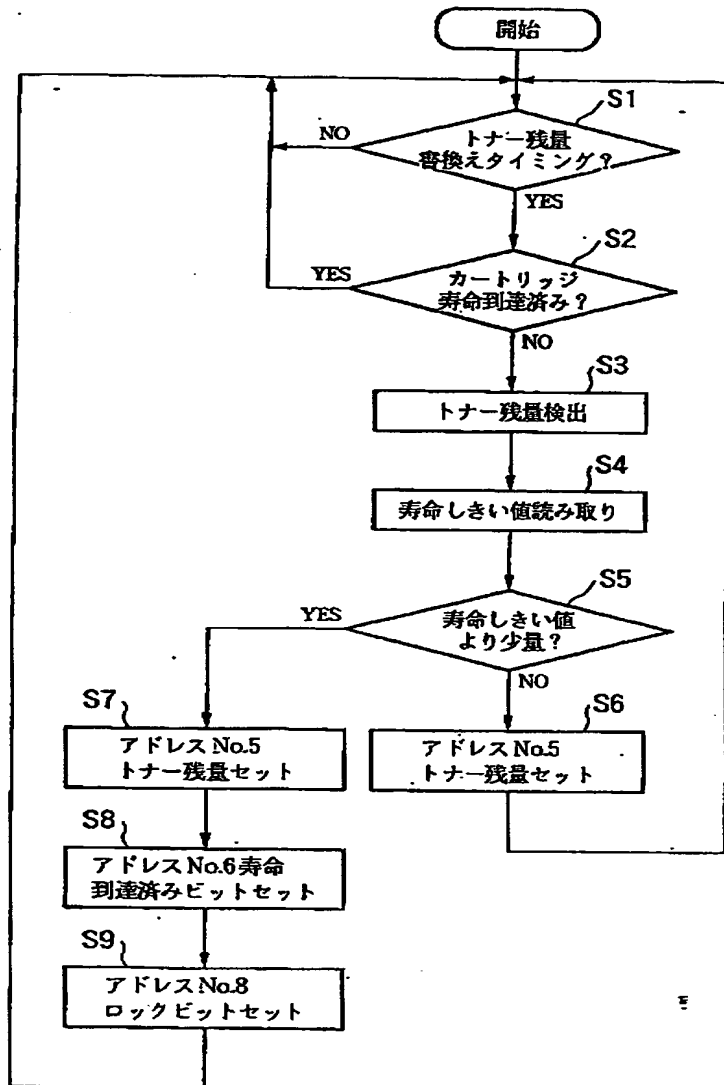 開始
S1
トナー残量
書換えタイミング？
NO
YES
S2
カートリッジ
寿命到達済み？
YES
NO
S3
トナー残量検出
S4
寿命しきい値読み取り
S5
寿命しきい値
より少量？
YES
NO
S7
アドレスNo.5
トナー残量セット
S6
アドレスNo.5
トナー残量セット
S8
アドレスNo.6寿命
到達済みビットセット
S9
アドレスNo.8
ロックビットセット